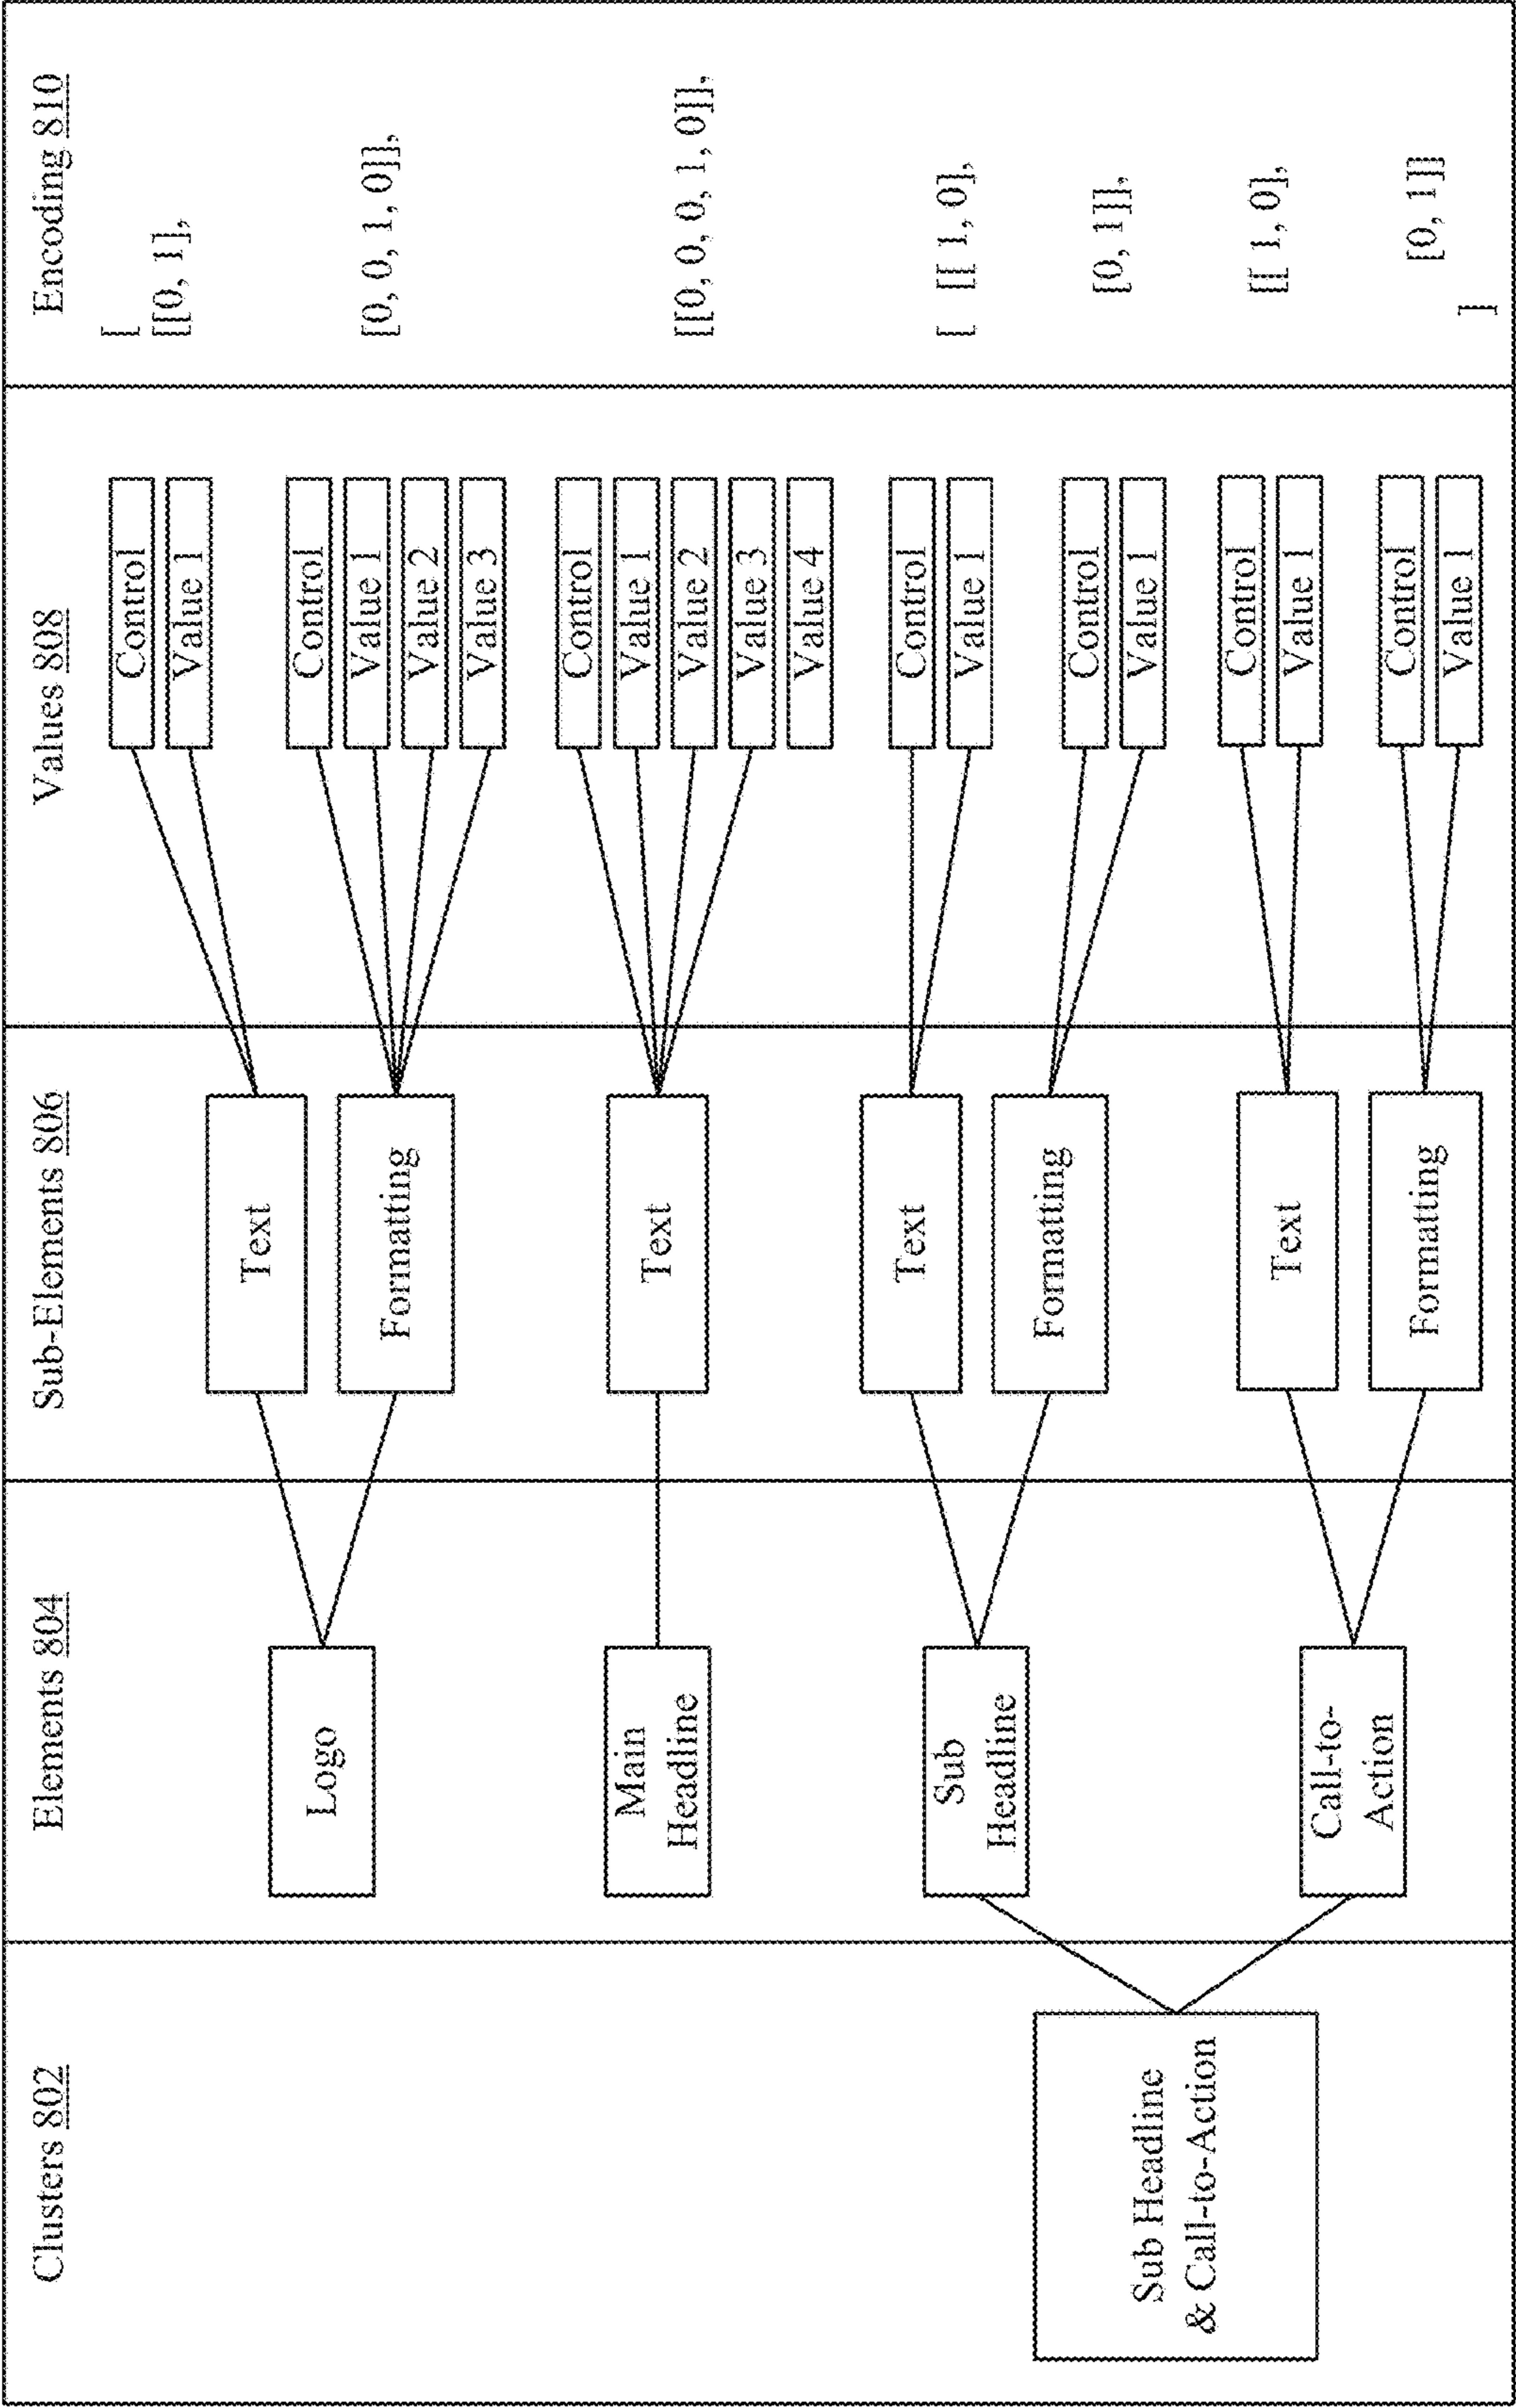 Clusters 802
Elements 804
Sub-Elements 806
Values 808
Encoding 810
Sub Headline
& Call-to-Action
Logo
Main
Headline
Sub
Headline
Call-to-
Action
Text
Formatting
Text
Text
Formatting
Text
Formatting
Control
Value 1
Control
Value 1
Value 2
Value 3
Control
Value 1
Value 2
Value 3
Value 4
Control
Value 1
Control
Value 1
Control
Value 1
Control
Value 1
[
[[0, 1],
[0, 0, 1, 0]],
[[0, 0, 0, 1, 0]],
[ [[ 1, 0],
[0, 1]],
[[ 1, 0],
[0, 1]]
]